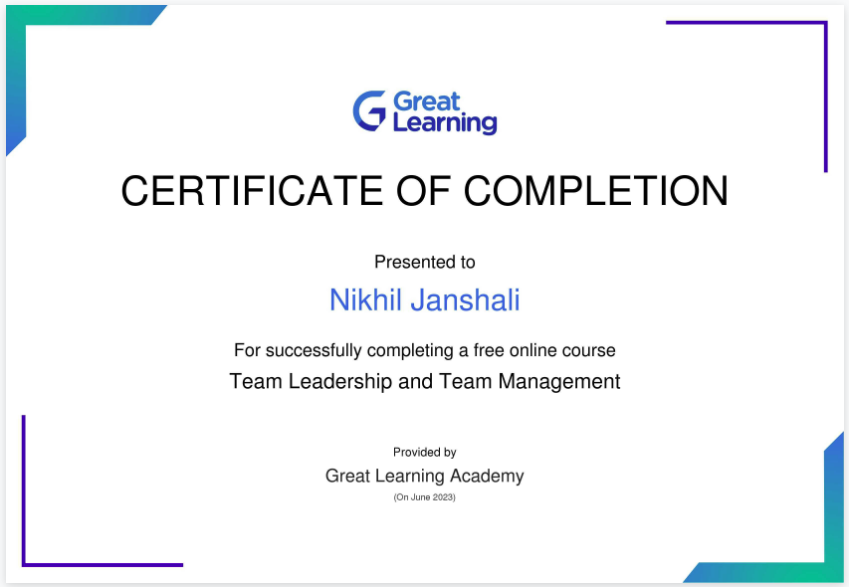 Great
Learning
CERTIFICATE OF COMPLETION
Presented to
Nikhil Janshali
For successfully completing a free online course
Team Leadership and Team Management
Provided by
Great Learning Academy
(On June 2023)